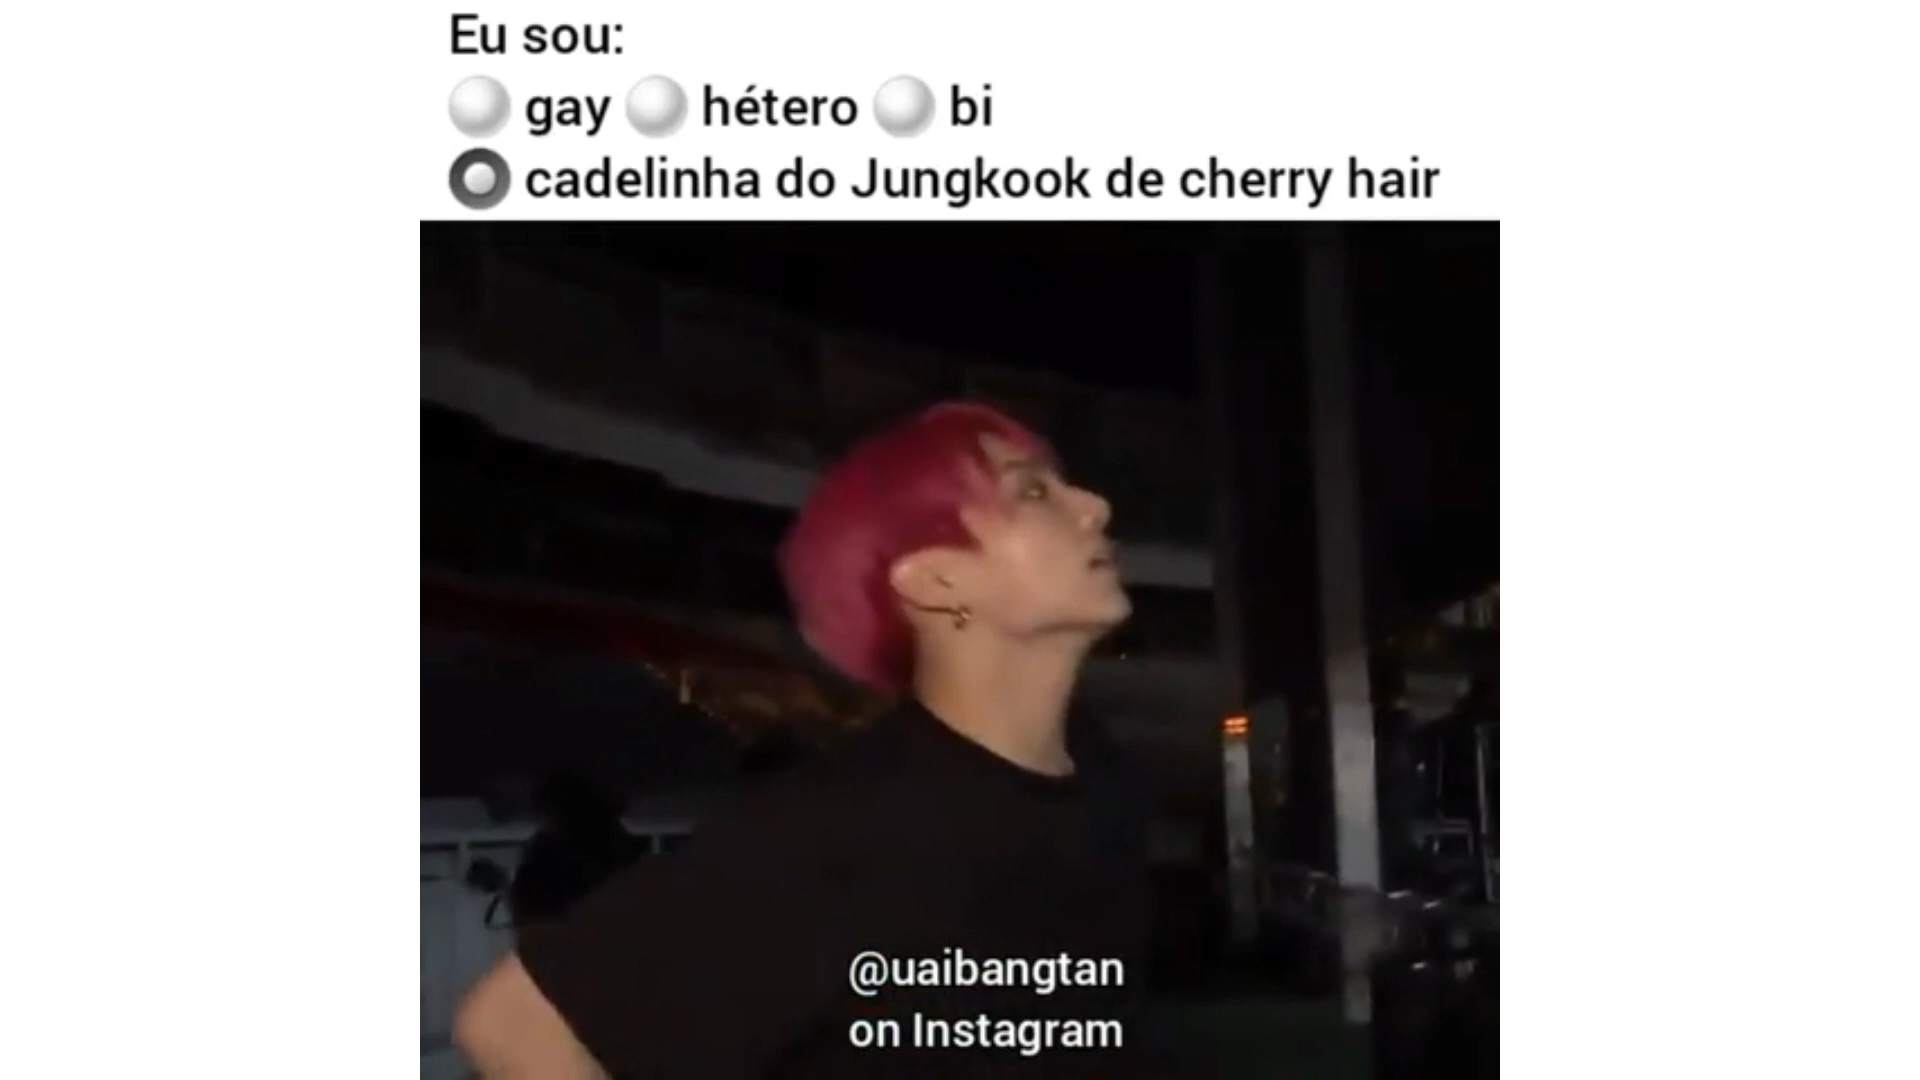 Eu sou:
gay hétero bi
cadelinha do Jungkook de cherry hair
@uaibangtan
on Instagram